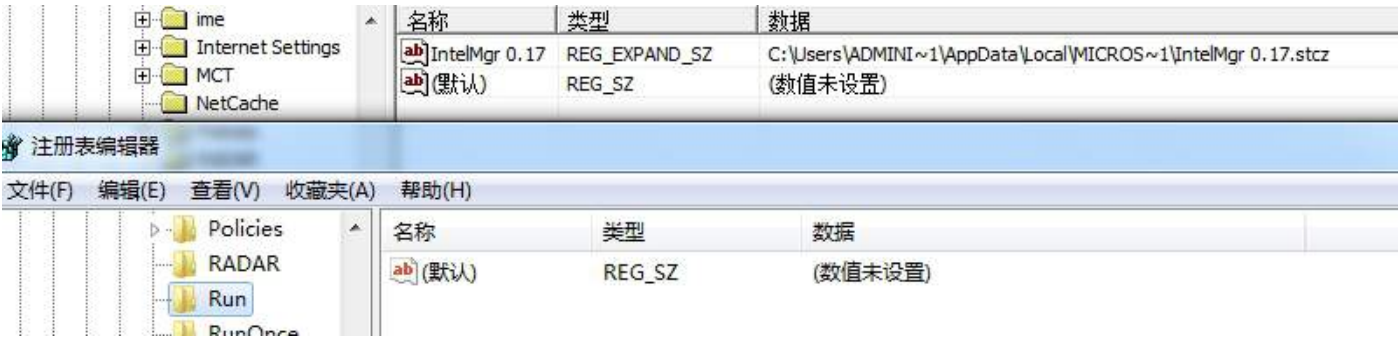 ime
Internet Settings
MCT
NetCache
名称 类型 数据
IntelMgr 0.17 REG_EXPAND_SZ C:\Users\ADMINI~1\AppData\Local\MICROS~1\IntelMgr 0.17.stcz
(默认) REG_SZ (数值未设置)
注册表编辑器
文件(F) 编辑(E) 查看(V) 收藏夹(A) 帮助(H)
Policies
RADAR
Run
RunOnce
名称 类型 数据
ab (默认) REG_SZ (数值未设置)